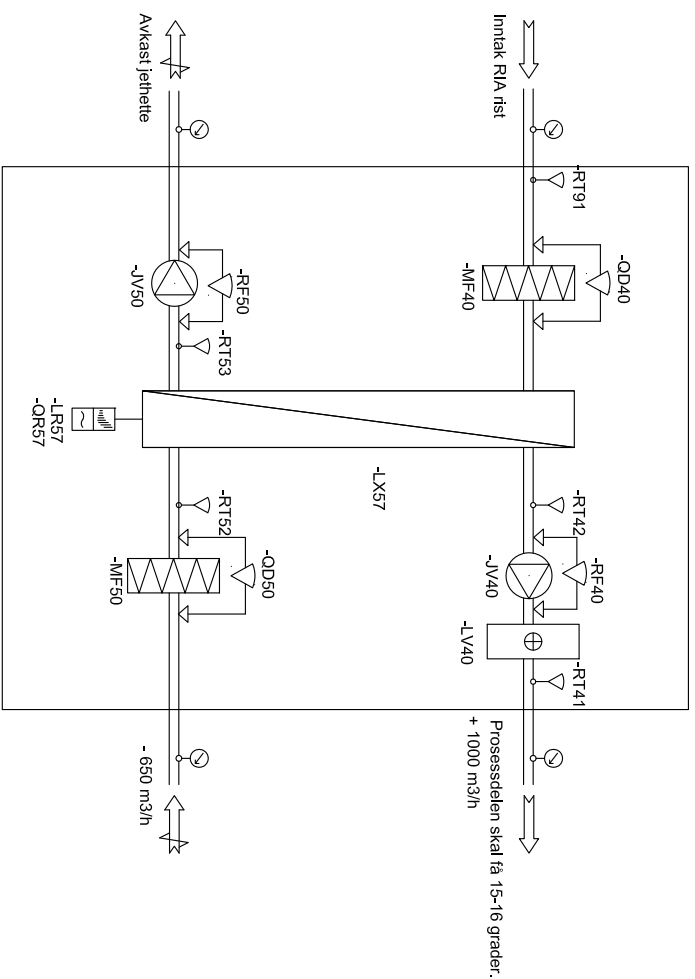 Inntak RIA rist
-RT91
-QD40
-MF40
-LX57
-RT42
-RF40
-JV40
-LV40
-RT41
Prosessdelen skal få 15-16 grader.
+ 1000 m3/h
Avkast jethette
-RF50
-JV50
-RT53
-LR57
-QR57
-RT52
-QD50
-MF50
- 650 m3/h